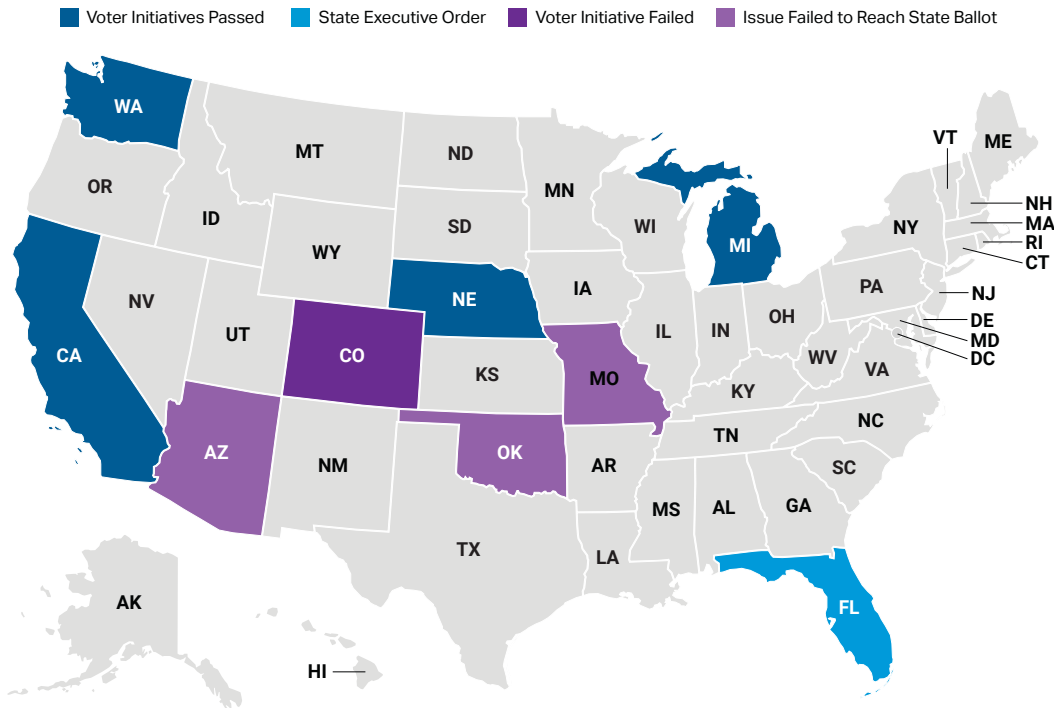 Voter Initiatives Passed
State Executive Order
Voter Initiative Failed
Issue Failed to Reach State Ballot
WA
MT
ND
MN
VT
ME
OR
ID
SD
WI
MI
NY
NH
MA
RI
CT
WY
NE
IA
PA
NJ
NV
UT
CO
IL
IN
OH
DE
MD
DC
CA
KS
MO
WV
VA
KY
AZ
NM
OK
AR
TN
NC
SC
MS
AL
GA
TX
LA
AK
FL
HI